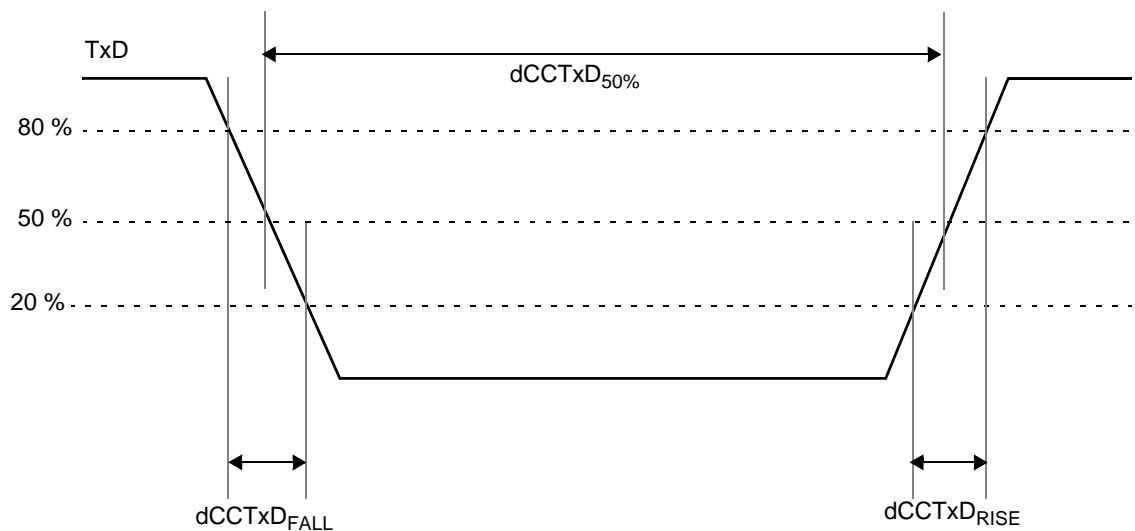 TxD
dCCTxD50%
80 %
50 %
20 %
dCCTxDFALL
dCCTxDRISE